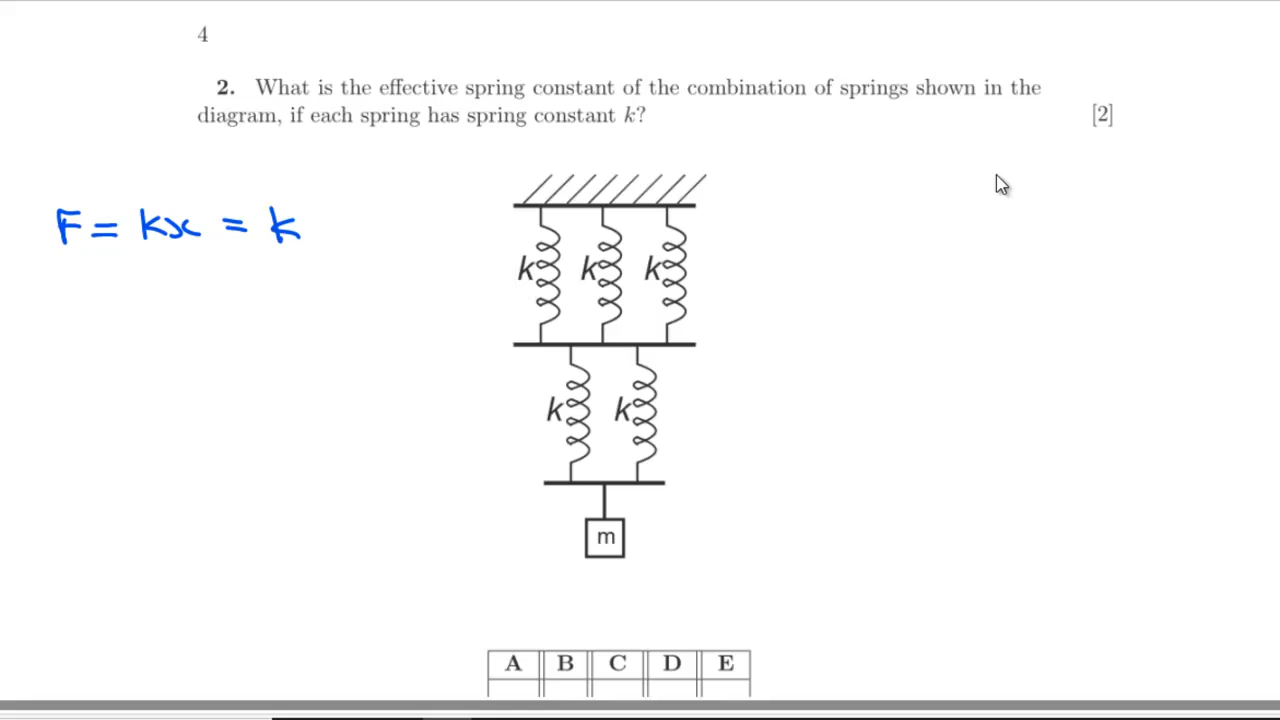 4
2. What is the effective spring constant of the combination of springs shown in the
diagram, if each spring has spring constant k? [2]
F = kx = k
k k k
k k
m
A B C D E